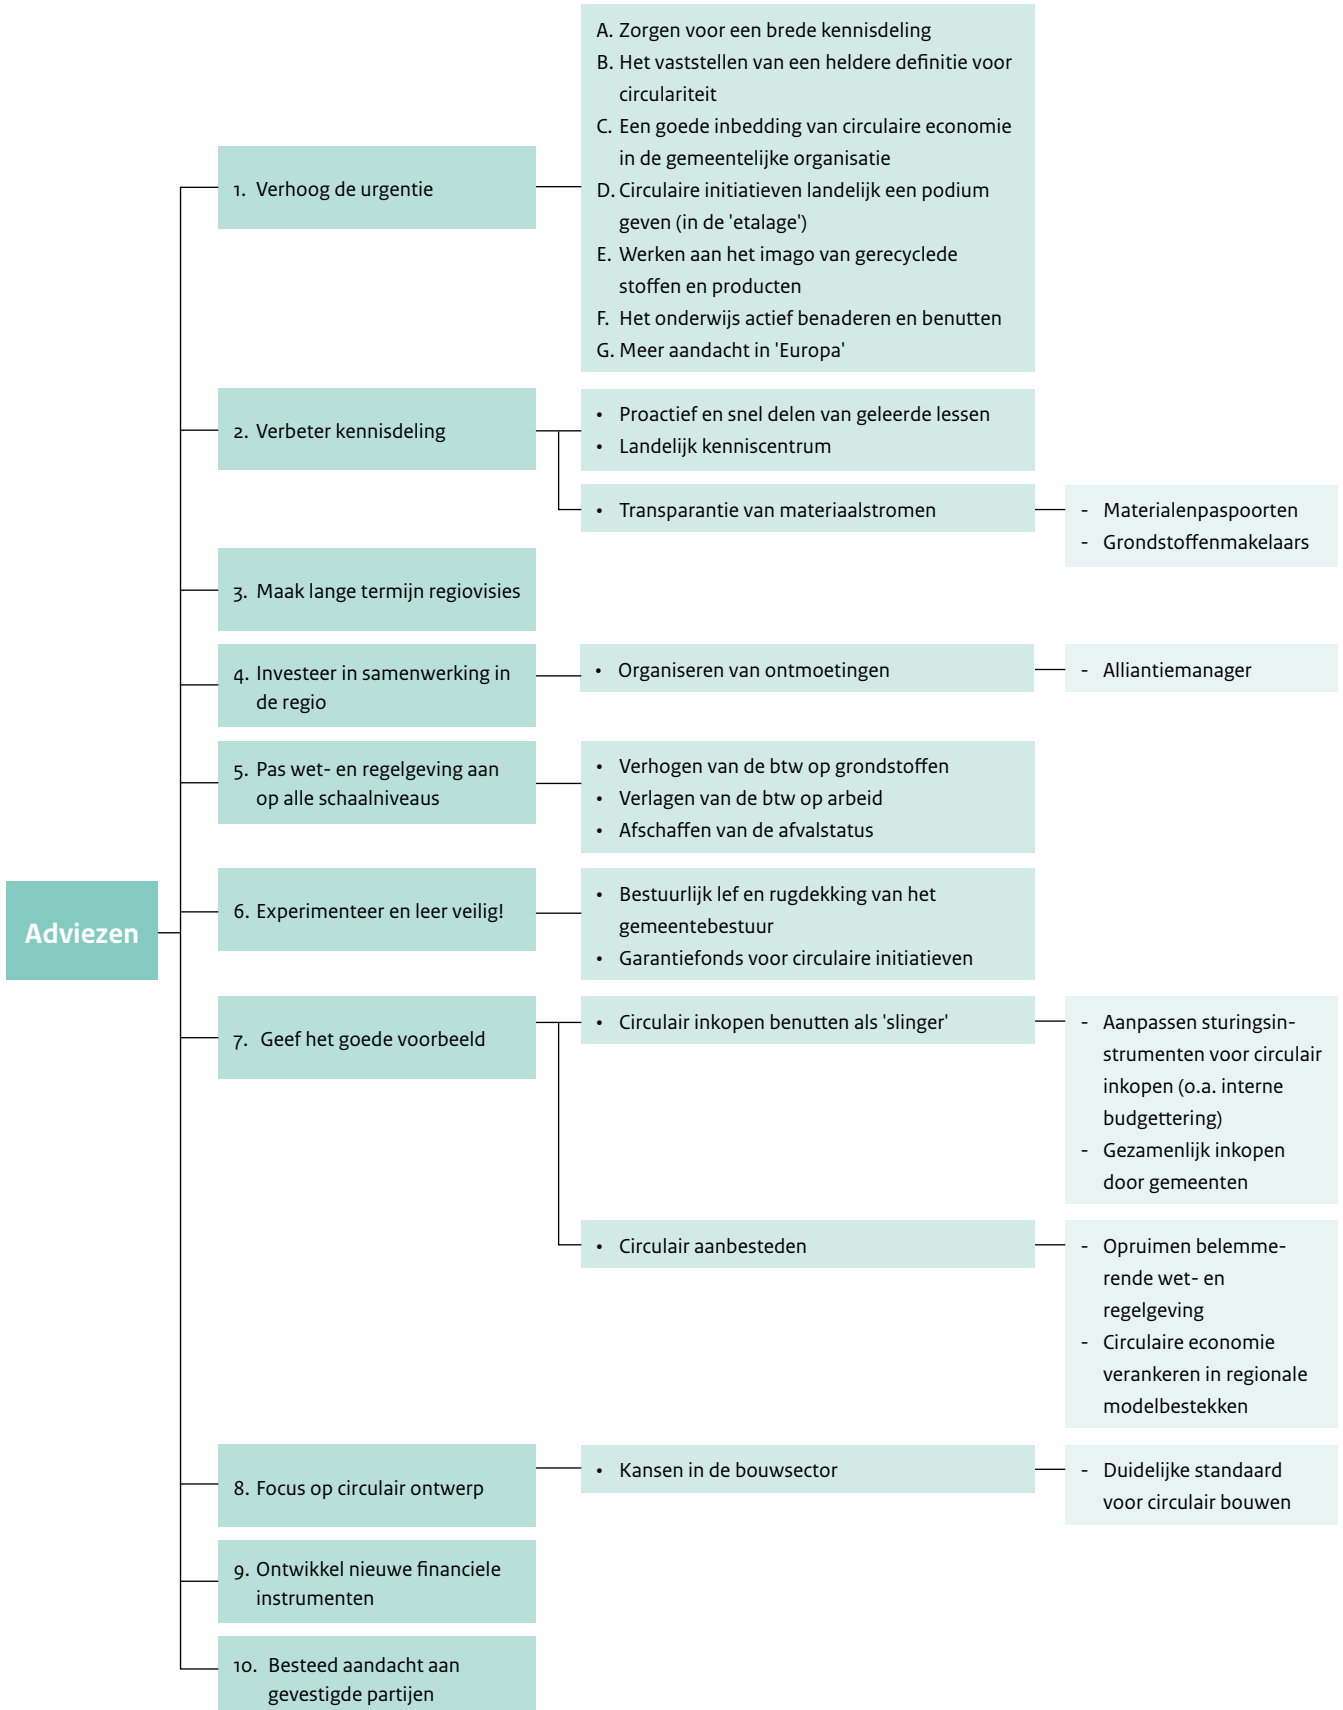 A. Zorgen voor een brede kennisdeling
B. Het vaststellen van een heldere definitie voor
circulariteit
C. Een goede inbedding van circulaire economie
in de gemeentelijke organisatie
D. Circulaire initiatieven landelijk een podium
geven (in de 'etalage')
E. Werken aan het imago van gerecyclede
stoffen en producten
F. Het onderwijs actief benaderen en benutten
G. Meer aandacht in 'Europa'
1. Verhoog de urgentie
2. Verbeter kennisdeling
• Proactief en snel delen van geleerde lessen
• Landelijk kenniscentrum
• Transparantie van materiaalstromen
- Materialenpaspoorten
- Grondstoffenmakelaars
3. Maak lange termijn regiovisies
4. Investeer in samenwerking in
de regio
• Organiseren van ontmoetingen
- Alliantiemanager
5. Pas wet- en regelgeving aan
op alle schaalniveaus
• Verhogen van de btw op grondstoffen
• Verlagen van de btw op arbeid
• Afschaffen van de afvalstatus
Adviezen
6. Experimenteer en leer veilig!
• Bestuurlijk lef en rugdekking van het
gemeentebestuur
• Garantiefonds voor circulaire initiatieven
7. Geef het goede voorbeeld
• Circulair inkopen benutten als 'slinger'
- Aanpassen sturingsin-
strumenten voor circulair
inkopen (o.a. interne
budgettering)
- Gezamenlijk inkopen
door gemeenten
• Circulair aanbesteden
- Opruimen belemme-
rende wet- en
regelgeving
- Circulaire economie
verankeren in regionale
modelbestekken
8. Focus op circulair ontwerp
• Kansen in de bouwsector
- Duidelijke standaard
voor circulair bouwen
9. Ontwikkel nieuwe financiele
instrumenten
10. Besteed aandacht aan
gevestigde partijen